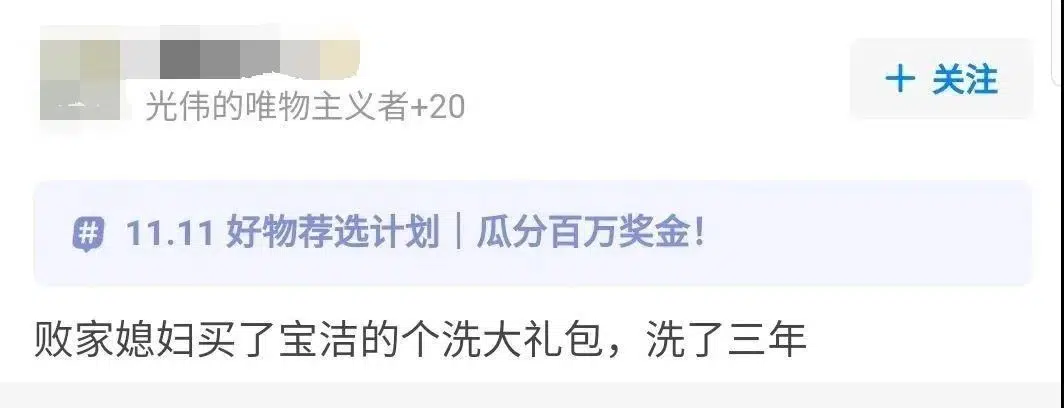 光伟的唯物主义者+20
+ 关注
# 11.11 好物荐选计划｜瓜分百万奖金！
败家媳妇买了宝洁的个洗大礼包，洗了三年